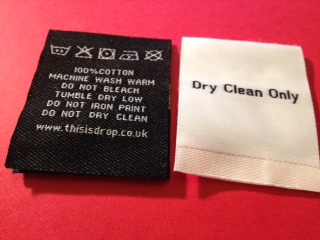 100%COTTON
MACHINE WASH WARM
DO NOT BLEACH
TUMBLE DRY LOW
DO NOT IRON PRINT
DO NOT DRY CLEAN
www.thisisdrop.co.uk
Dry Clean Only